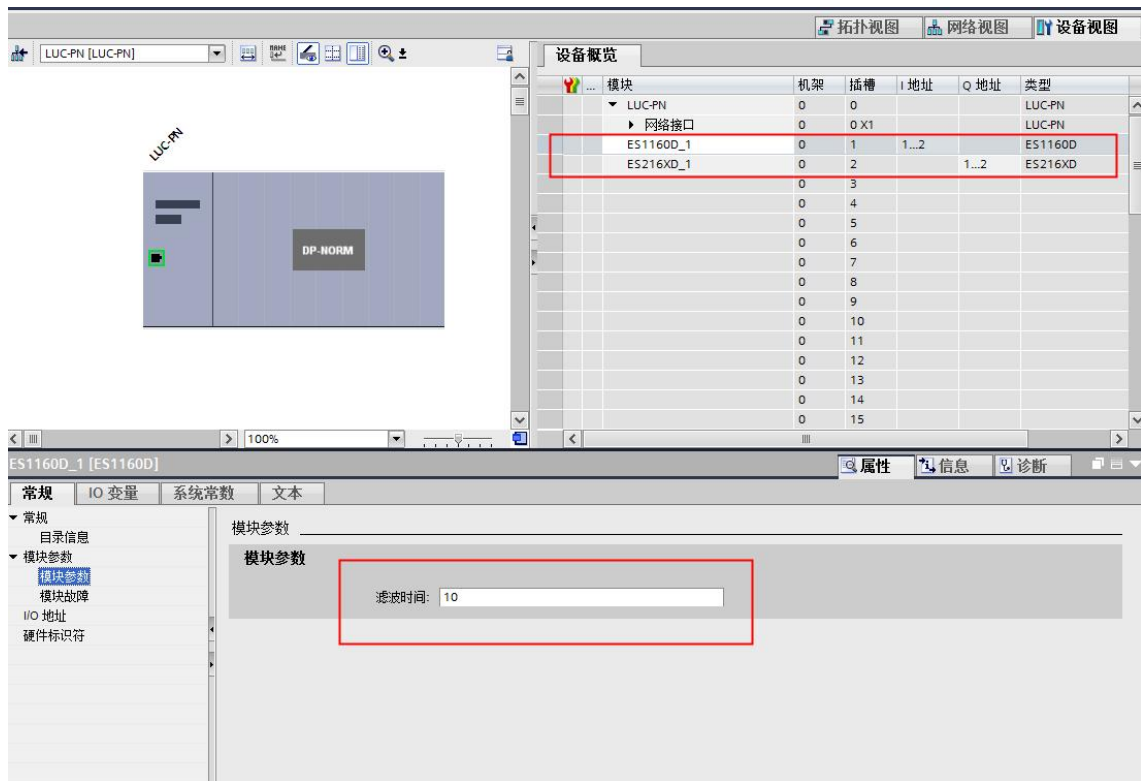 拓扑视图 网络视图 设备视图
LUC-PN [LUC-PN]
设备概览
... 模块 机架 插槽 I 地址 Q 地址 类型
LUC-PN 0 0 LUC-PN
网络接口 0 0 X1 LUC-PN
ES1160D_1 0 1 1...2 ES1160D
ES216XD_1 0 2 1...2 ES216XD
0 3
0 4
0 5
0 6
0 7
0 8
0 9
0 10
0 11
0 12
0 13
0 14
0 15
LUC-PN
DP-NORM
100%
ES1160D_1 [ES1160D]
属性 信息 诊断
常规 IO 变量 系统常数 文本
常规
目录信息
模块参数
模块参数
模块故障
I/O 地址
硬件标识符
模块参数
模块参数
滤波时间: 10